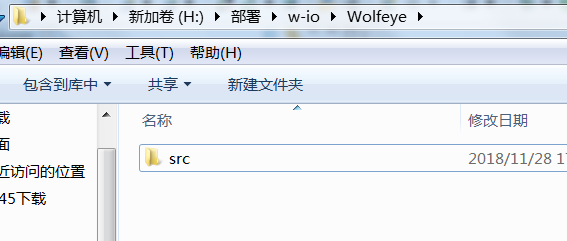 计算机 ▸ 新加卷 (H:) ▸ 部署 ▸ w-io ▸ Wolfeye ▸
编辑(E) 查看(V) 工具(T) 帮助(H)
包含到库中 共享 新建文件夹
名称 修改日期
src 2018/11/28 1
载
面
近访问的位置
45下载